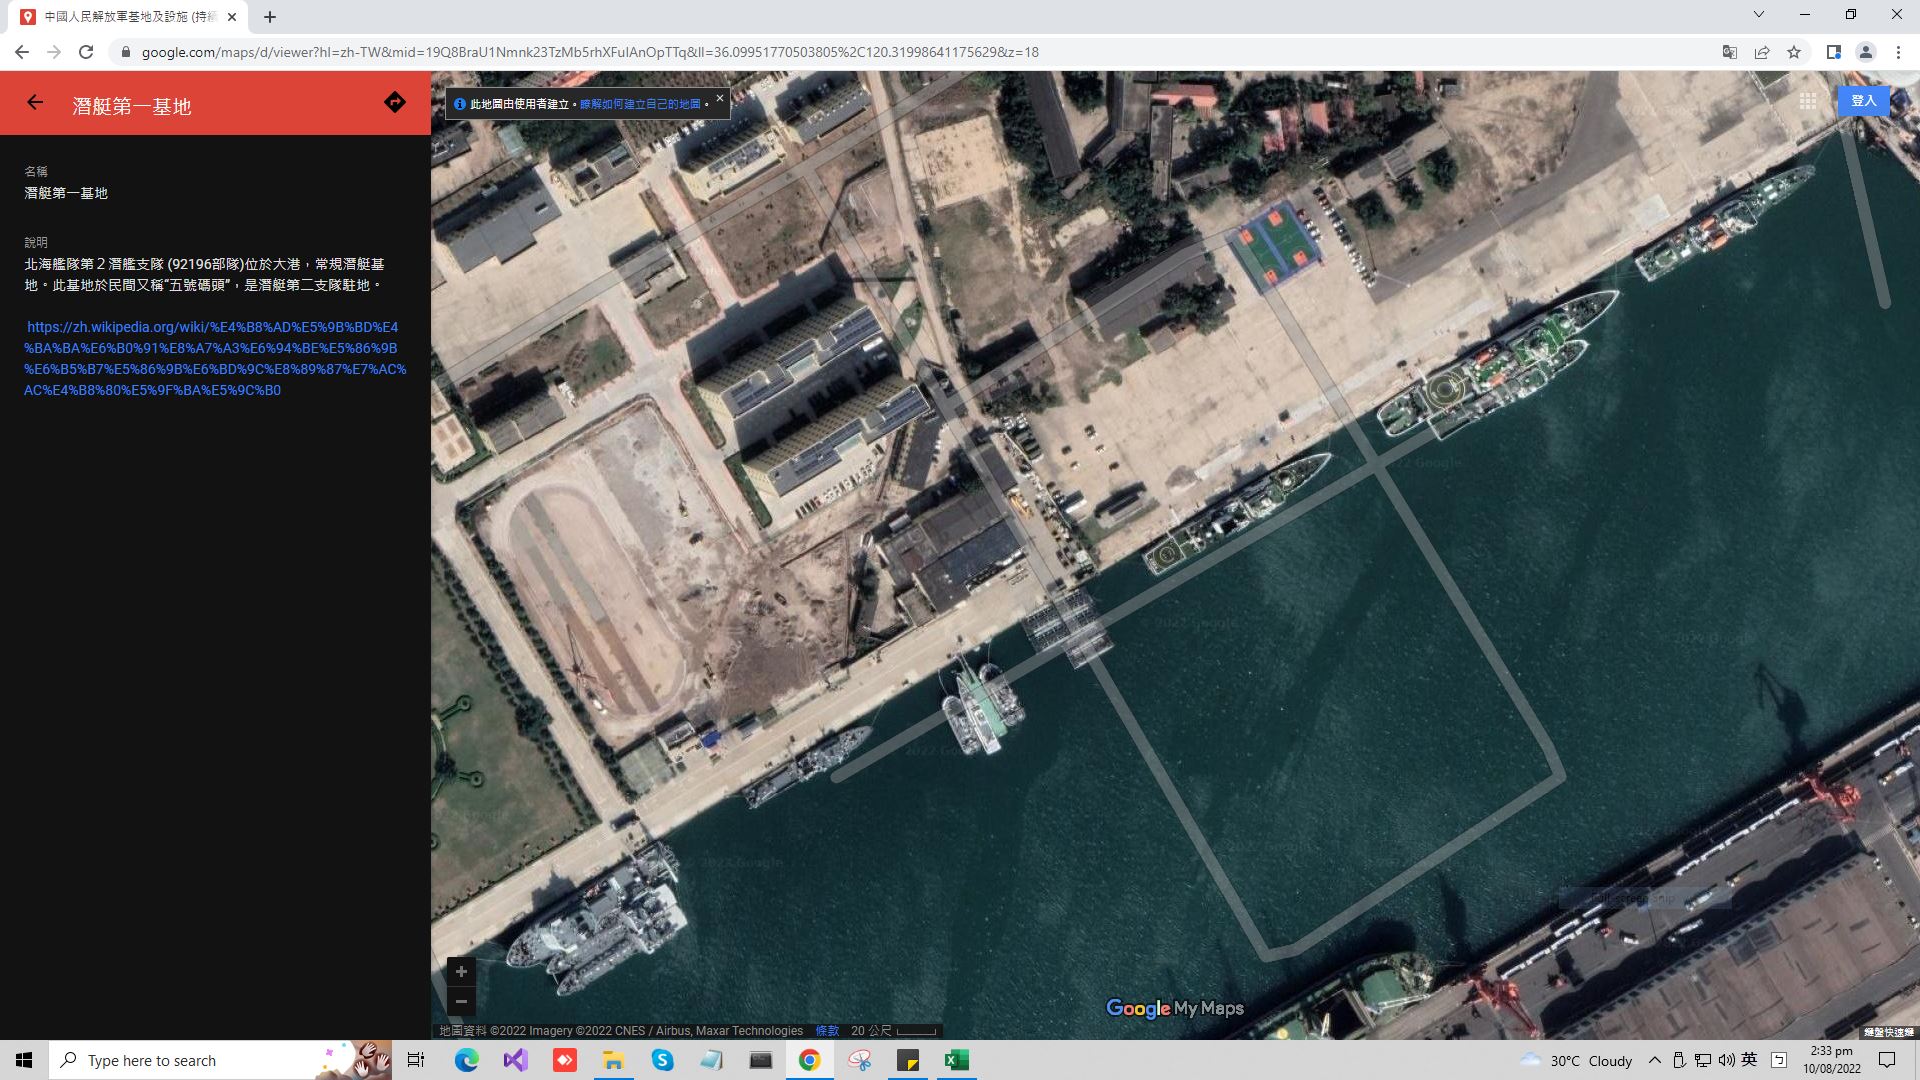 中國人民解放軍基地及設施 (持續
google.com/maps/d/viewer?hl=zh-TW&mid=19Q8BraU1Nmnk23TzMb5rhXFulAnOpTTq&ll=36.09951770503805%2C120.31998641175629&z=18
潛艇第一基地
此地圖由使用者建立。瞭解如何建立自己的地圖。
登入
名稱
潛艇第一基地
說明
北海艦隊第２潛艦支隊 (92196部隊)位於大港，常規潛艇基
地。此基地於民間又稱“五號碼頭”，是潛艇第二支隊駐地。
https://zh.wikipedia.org/wiki/%E4%B8%AD%E5%9B%BD%E4
%BA%BA%E6%B0%91%E8%A7%A3%E6%94%BE%E5%86%9B
%E6%B5%B7%E5%86%9B%E6%BD%9C%E8%89%87%E7%AC%
AC%E4%B8%80%E5%9F%BA%E5%9C%B0
Google My Maps
地圖資料 ©2022 Imagery ©2022 CNES / Airbus, Maxar Technologies 條款 20 公尺
鍵盤快速鍵
Type here to search
30°C Cloudy
英
2:33 pm
10/08/2022